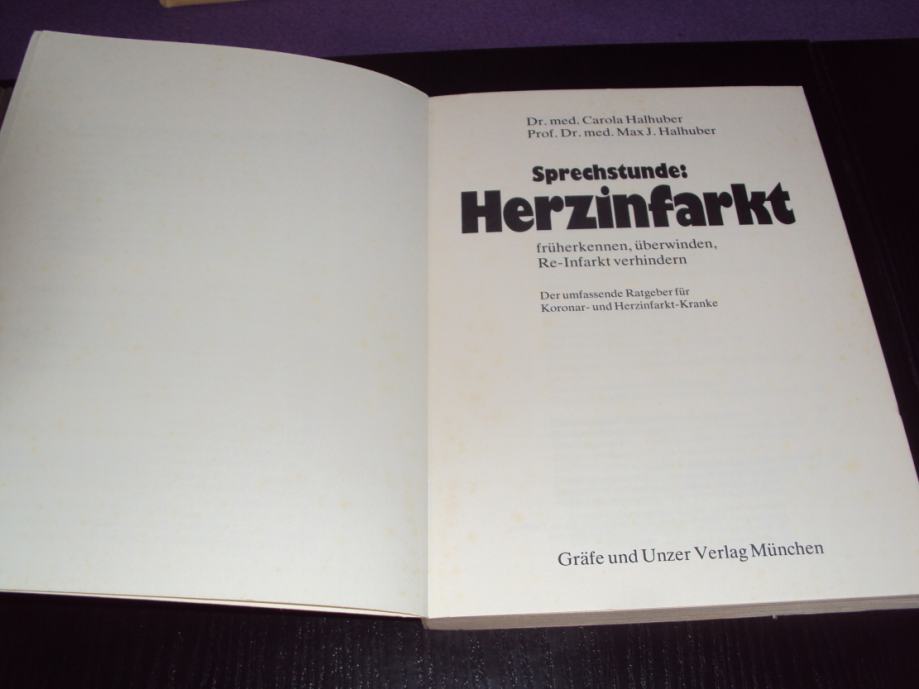 Dr. med. Carola Halhuber
Prof. Dr. med. Max J. Halhuber
Sprechstunde:
Herzinfarkt
früherkennen, überwinden,
Re-Infarkt verhindern
Der umfassende Ratgeber für
Koronar- und Herzinfarkt-Kranke
Gräfe und Unzer Verlag München